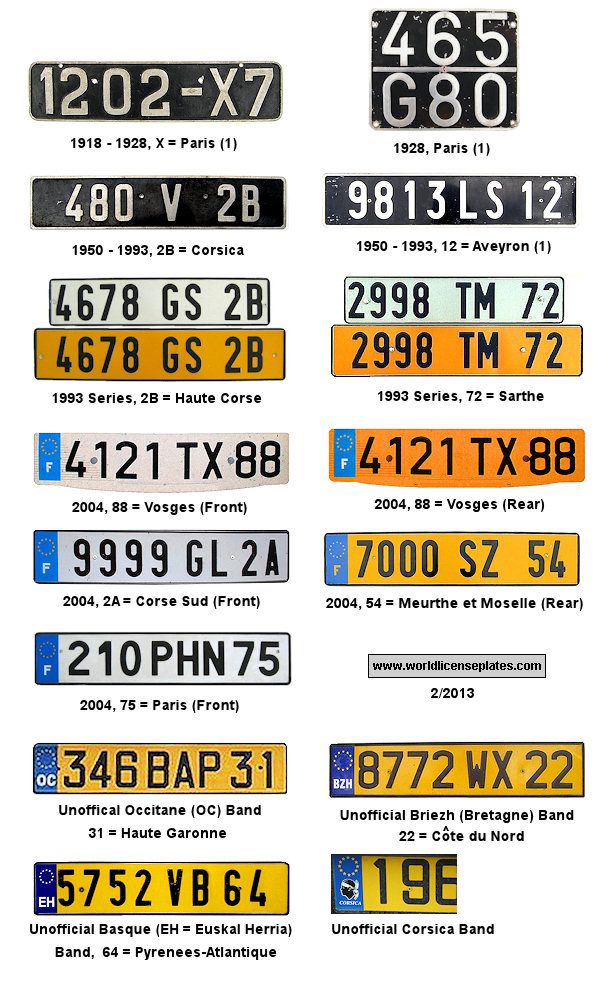 1202-X7
1918 - 1928, X = Paris (1)
465
G80
1928, Paris (1)
480 V 2B
1950 - 1993, 2B = Corsica
9813 LS 12
1950 - 1993, 12 = Aveyron (1)
4678 GS 2B
4678 GS 2B
1993 Series, 2B = Haute Corse
2998 TM 72
2998 TM 72
1993 Series, 72 = Sarthe
F 4121 TX 88
2004, 88 = Vosges (Front)
F 4121 TX 88
2004, 88 = Vosges (Rear)
F 9999 GL 2A
2004, 2A = Corse Sud (Front)
F 7000 SZ 54
2004, 54 = Meurthe et Moselle (Rear)
F 210 PHN 75
2004, 75 = Paris (Front)
www.worldlicenseplates.com
2/2013
OC 346 BAP 31
Unoffical Occitane (OC) Band
31 = Haute Garonne
BZH 8772 WX 22
Unofficial Briezh (Bretagne) Band
22 = Côte du Nord
EH 5752 VB 64
Unofficial Basque (EH = Euskal Herria)
Band, 64 = Pyrenees-Atlantique
CORSICA 196
Unofficial Corsica Band